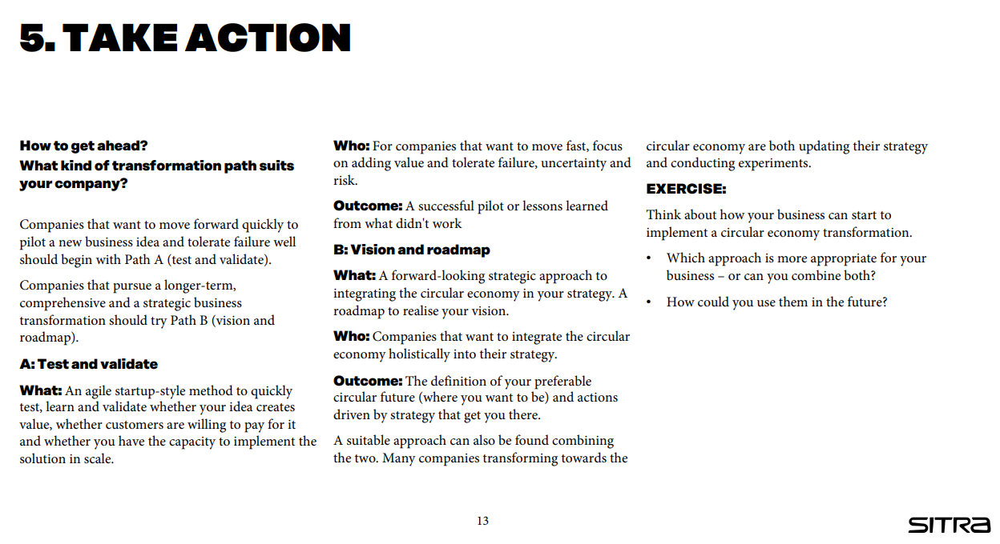 5. TAKE ACTION
How to get ahead?
What kind of transformation path suits
your company?
Companies that want to move forward quickly to
pilot a new business idea and tolerate failure well
should begin with Path A (test and validate).
Companies that pursue a longer-term,
comprehensive and a strategic business
transformation should try Path B (vision and
roadmap).
A: Test and validate
What: An agile startup-style method to quickly
test, learn and validate whether your idea creates
value, whether customers are willing to pay for it
and whether you have the capacity to implement the
solution in scale.
Who: For companies that want to move fast, focus
on adding value and tolerate failure, uncertainty and
risk.
Outcome: A successful pilot or lessons learned
from what didn't work
B: Vision and roadmap
What: A forward-looking strategic approach to
integrating the circular economy in your strategy. A
roadmap to realise your vision.
Who: Companies that want to integrate the circular
economy holistically into their strategy.
Outcome: The definition of your preferable
circular future (where you want to be) and actions
driven by strategy that get you there.
A suitable approach can also be found combining
the two. Many companies transforming towards the
circular economy are both updating their strategy
and conducting experiments.
EXERCISE:
Think about how your business can start to
implement a circular economy transformation.
• Which approach is more appropriate for your
business – or can you combine both?
• How could you use them in the future?
13
SITRA